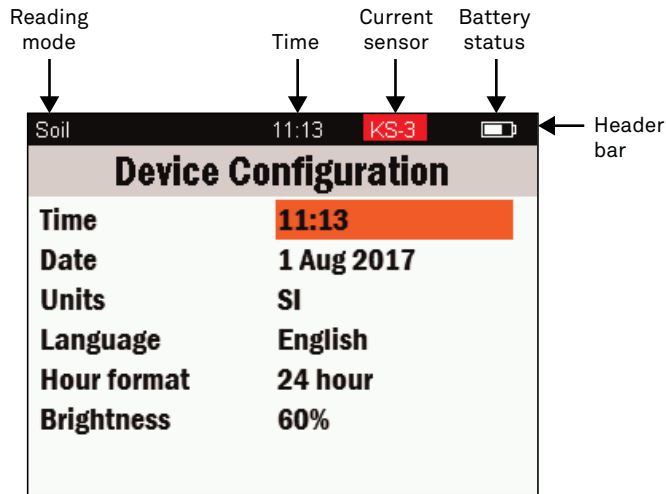 Reading
mode
Time
Current
sensor
Battery
status
Soil 11:13 KS-3
Header
bar
Device Configuration
Time 11:13
Date 1 Aug 2017
Units SI
Language English
Hour format 24 hour
Brightness 60%